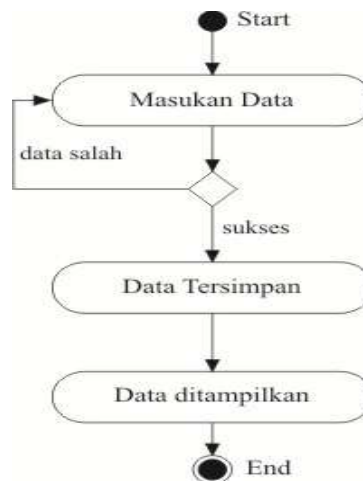 Start
Masukan Data
data salah
sukses
Data Tersimpan
Data ditampilkan
End